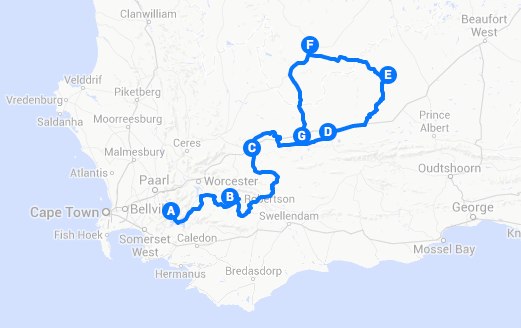 Clanwilliam
Beaufort
West
F
E
Velddrif
Piketberg
Vredenburg
Saldanha
Moorreesburg
Prince
Albert
G
D
Malmesbury
Ceres
C
Atlantis
Paarl
Worcester
Oudtshoorn
Robertson
B
Cape Town
Bellville
A
Swellendam
George
Fish Hoek
Somerset
West
Caledon
Mossel Bay
Kn
Hermanus
Bredasdorp